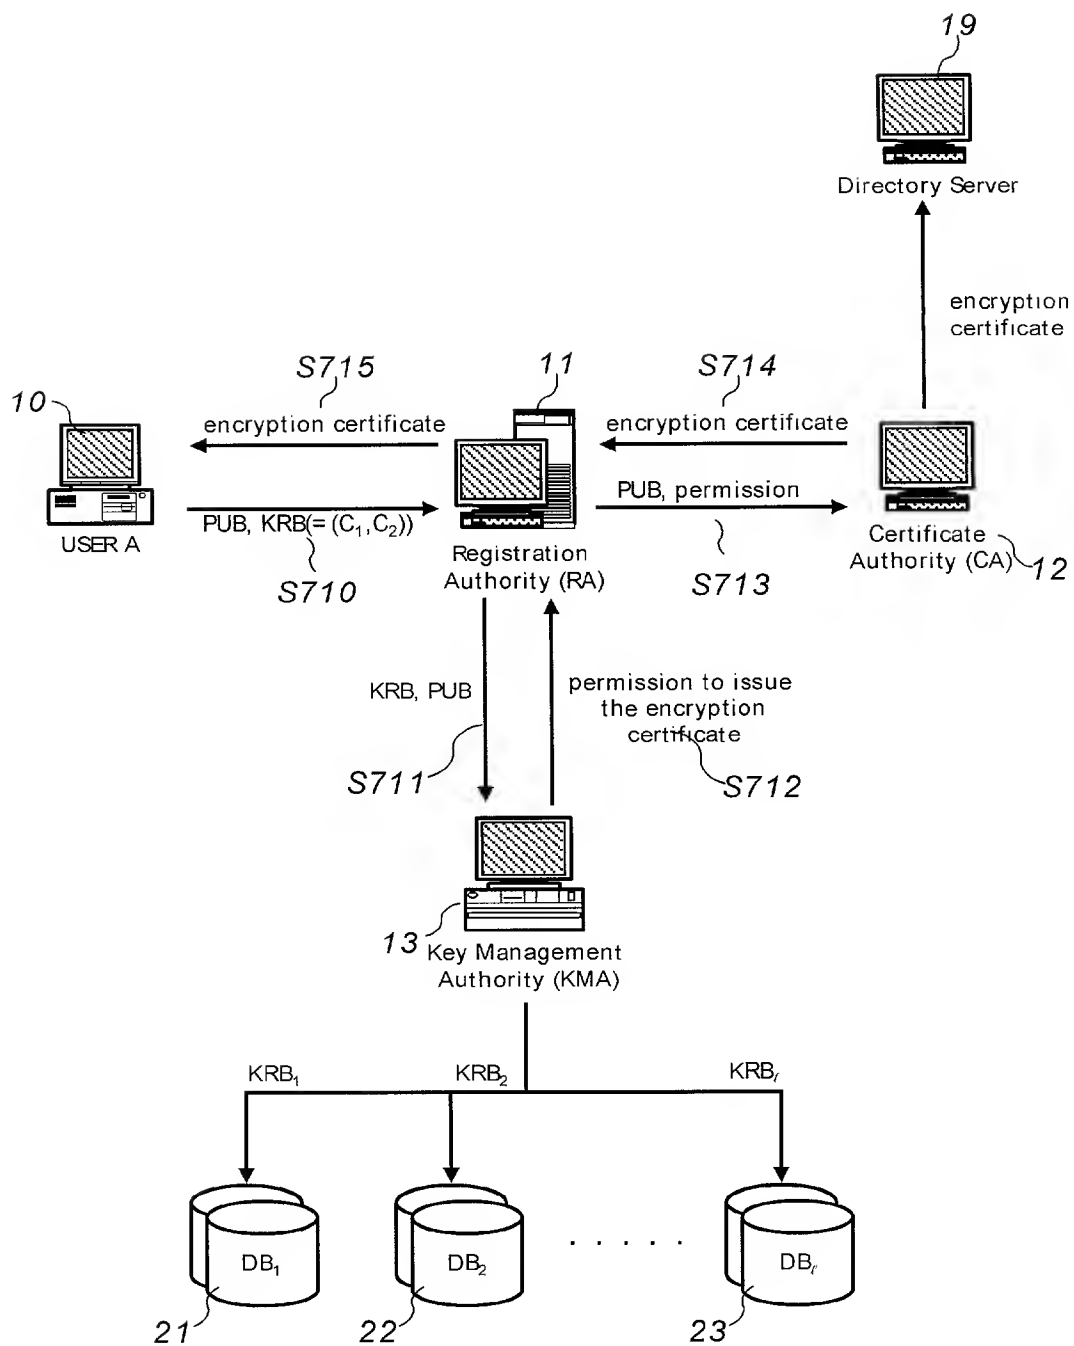 19
Directory Server
encryption
certificate
S715
11
S714
10
encryption certificate
encryption certificate
PUB, KRB(=(C1,C2))
PUB, permission
USER A
Registration
Authority (RA)
Certificate
Authority (CA)
12
S710
S713
KRB, PUB
permission to issue
the encryption
certificate
S711
S712
13
Key Management
Authority (KMA)
KRB1
KRB2
KRBℓ
DB1
DB2
. . . . .
DBℓ
21
22
23